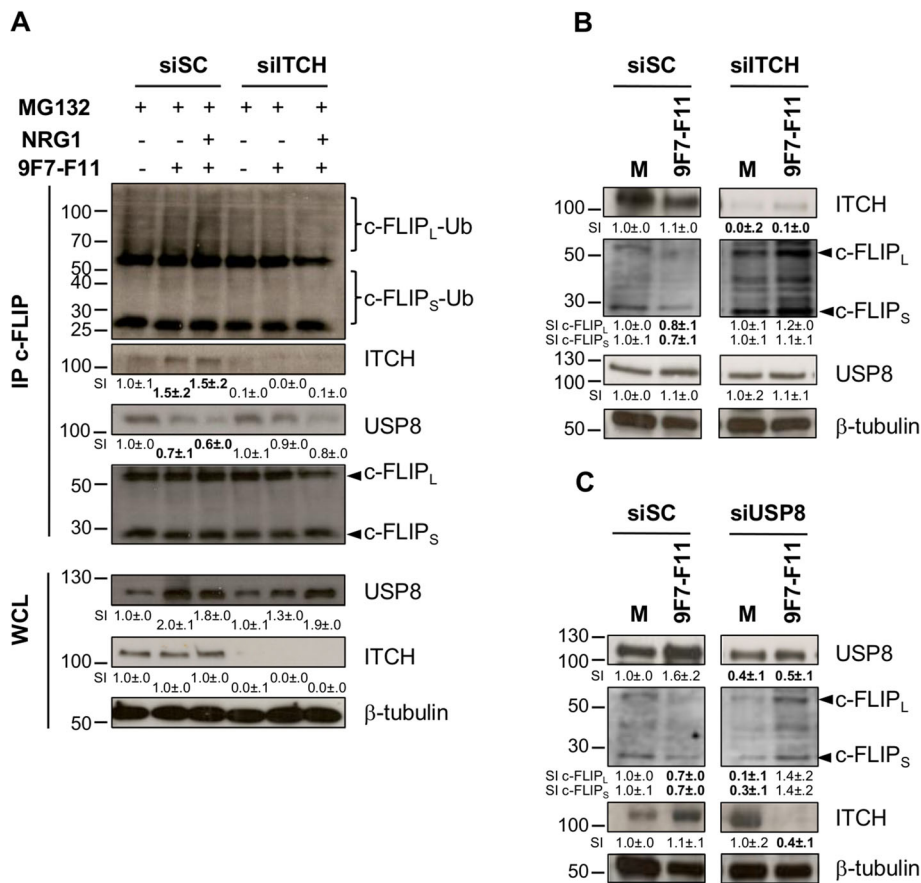 A
siSC siITCH
MG132 + + + + + +
NRG1 - - + - - +
9F7-F11 - + + - + +
IP c-FLIP
100
70
50
40
30
25
c-FLIPL-Ub
c-FLIPS-Ub
100
ITCH
SI 1.0±.1 1.5±.2 1.5±.2 0.1±.0 0.0±.0 0.1±.0
100
USP8
SI 1.0±.0 0.7±.1 0.6±.0 1.0±.1 0.9±.0 0.8±.0
50
30
c-FLIPL
c-FLIPS
WCL
130
USP8
SI 1.0±.0 2.0±.1 1.8±.0 1.0±.1 1.3±.0 1.9±.0
100
ITCH
SI 1.0±.0 1.0±.0 1.0±.0 0.0±.1 0.0±.0 0.0±.0
50
β-tubulin
B
siSC siITCH
M 9F7-F11 M 9F7-F11
100
ITCH
SI 1.0±.0 1.1±.0 0.0±.2 0.1±.0
50
30
c-FLIPL
c-FLIPS
SI c-FLIPL 1.0±.0 0.8±.1 1.0±.1 1.2±.0
SI c-FLIPS 1.0±.1 0.7±.1 1.0±.1 1.1±.1
130
100
USP8
SI 1.0±.0 1.1±.0 1.0±.2 1.1±.1
50
β-tubulin
C
siSC siUSP8
M 9F7-F11 M 9F7-F11
130
100
USP8
SI 1.0±.0 1.6±.2 0.4±.1 0.5±.1
50
30
c-FLIPL
c-FLIPS
SI c-FLIPL 1.0±.0 0.7±.0 0.1±.1 1.4±.2
SI c-FLIPS 1.0±.1 0.7±.0 0.3±.1 1.4±.2
100
ITCH
SI 1.0±.0 1.1±.1 1.0±.2 0.4±.1
50
β-tubulin